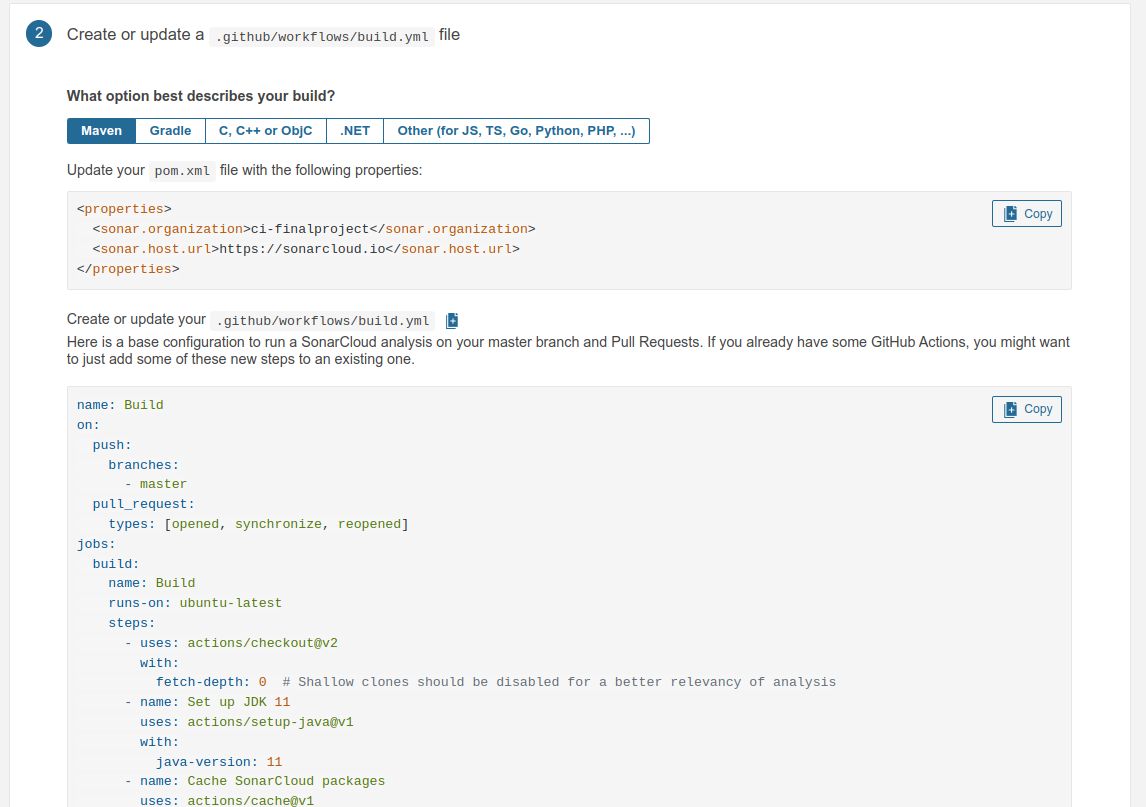 2 Create or update a .github/workflows/build.yml file
What option best describes your build?
Maven Gradle C, C++ or ObjC .NET Other (for JS, TS, Go, Python, PHP, ...)
Update your pom.xml file with the following properties:
Copy
<properties>
  <sonar.organization>ci-finalproject</sonar.organization>
  <sonar.host.url>https://sonarcloud.io</sonar.host.url>
</properties>
Create or update your .github/workflows/build.yml
Here is a base configuration to run a SonarCloud analysis on your master branch and Pull Requests. If you already have some GitHub Actions, you might want
to just add some of these new steps to an existing one.
Copy
name: Build
on:
  push:
    branches:
      - master
  pull_request:
    types: [opened, synchronize, reopened]
jobs:
  build:
    name: Build
    runs-on: ubuntu-latest
    steps:
      - uses: actions/checkout@v2
        with:
          fetch-depth: 0  # Shallow clones should be disabled for a better relevancy of analysis
      - name: Set up JDK 11
        uses: actions/setup-java@v1
        with:
          java-version: 11
      - name: Cache SonarCloud packages
        uses: actions/cache@v1